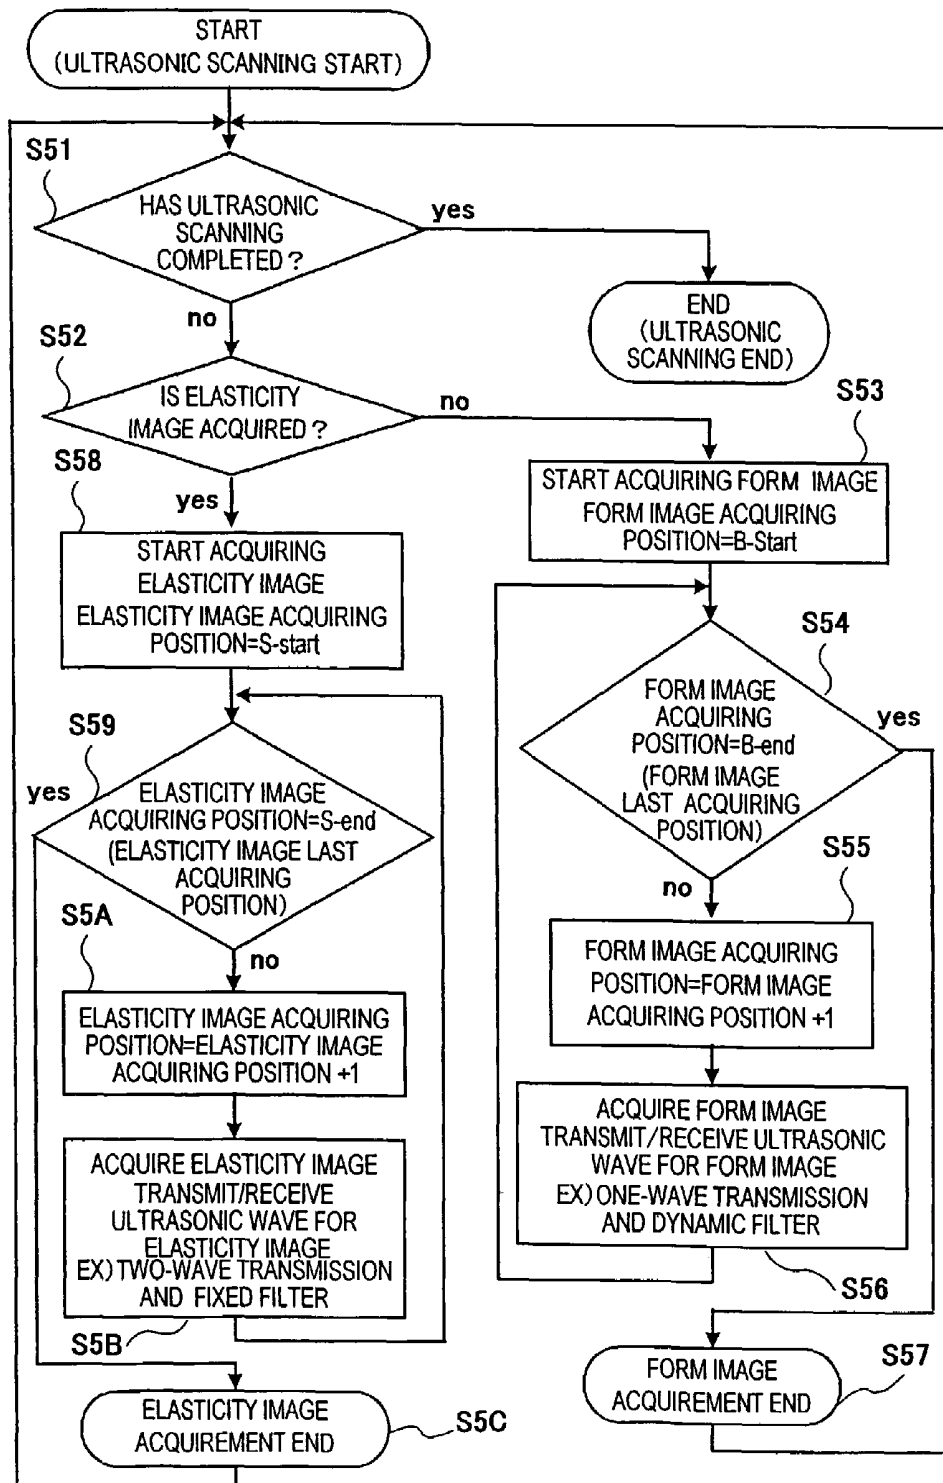 START
(ULTRASONIC SCANNING START)
S51
HAS ULTRASONIC
SCANNING
COMPLETED ?
yes
no
END
(ULTRASONIC
SCANNING END)
S52
IS ELASTICITY
IMAGE ACQUIRED ?
no
yes
S53
START ACQUIRING FORM IMAGE
FORM IMAGE ACQUIRING
POSITION=B-Start
S58
START ACQUIRING
ELASTICITY IMAGE
ELASTICITY IMAGE ACQUIRING
POSITION=S-start
S54
FORM IMAGE
ACQUIRING
POSITION=B-end
(FORM IMAGE
LAST ACQUIRING
POSITION)
yes
no
S59
yes
ELASTICITY IMAGE
ACQUIRING POSITION=S-end
(ELASTICITY IMAGE LAST
ACQUIRING
POSITION)
no
S55
FORM IMAGE ACQUIRING
POSITION=FORM IMAGE
ACQUIRING POSITION +1
S5A
ELASTICITY IMAGE ACQUIRING
POSITION=ELASTICITY IMAGE
ACQUIRING POSITION +1
ACQUIRE FORM IMAGE
TRANSMIT/RECEIVE ULTRASONIC
WAVE FOR FORM IMAGE
EX) ONE-WAVE TRANSMISSION
AND DYNAMIC FILTER
S56
ACQUIRE ELASTICITY IMAGE
TRANSMIT/RECEIVE
ULTRASONIC WAVE FOR
ELASTICITY IMAGE
EX) TWO-WAVE TRANSMISSION
AND FIXED FILTER
S5B
FORM IMAGE
ACQUIREMENT END
S57
ELASTICITY IMAGE
ACQUIREMENT END
S5C